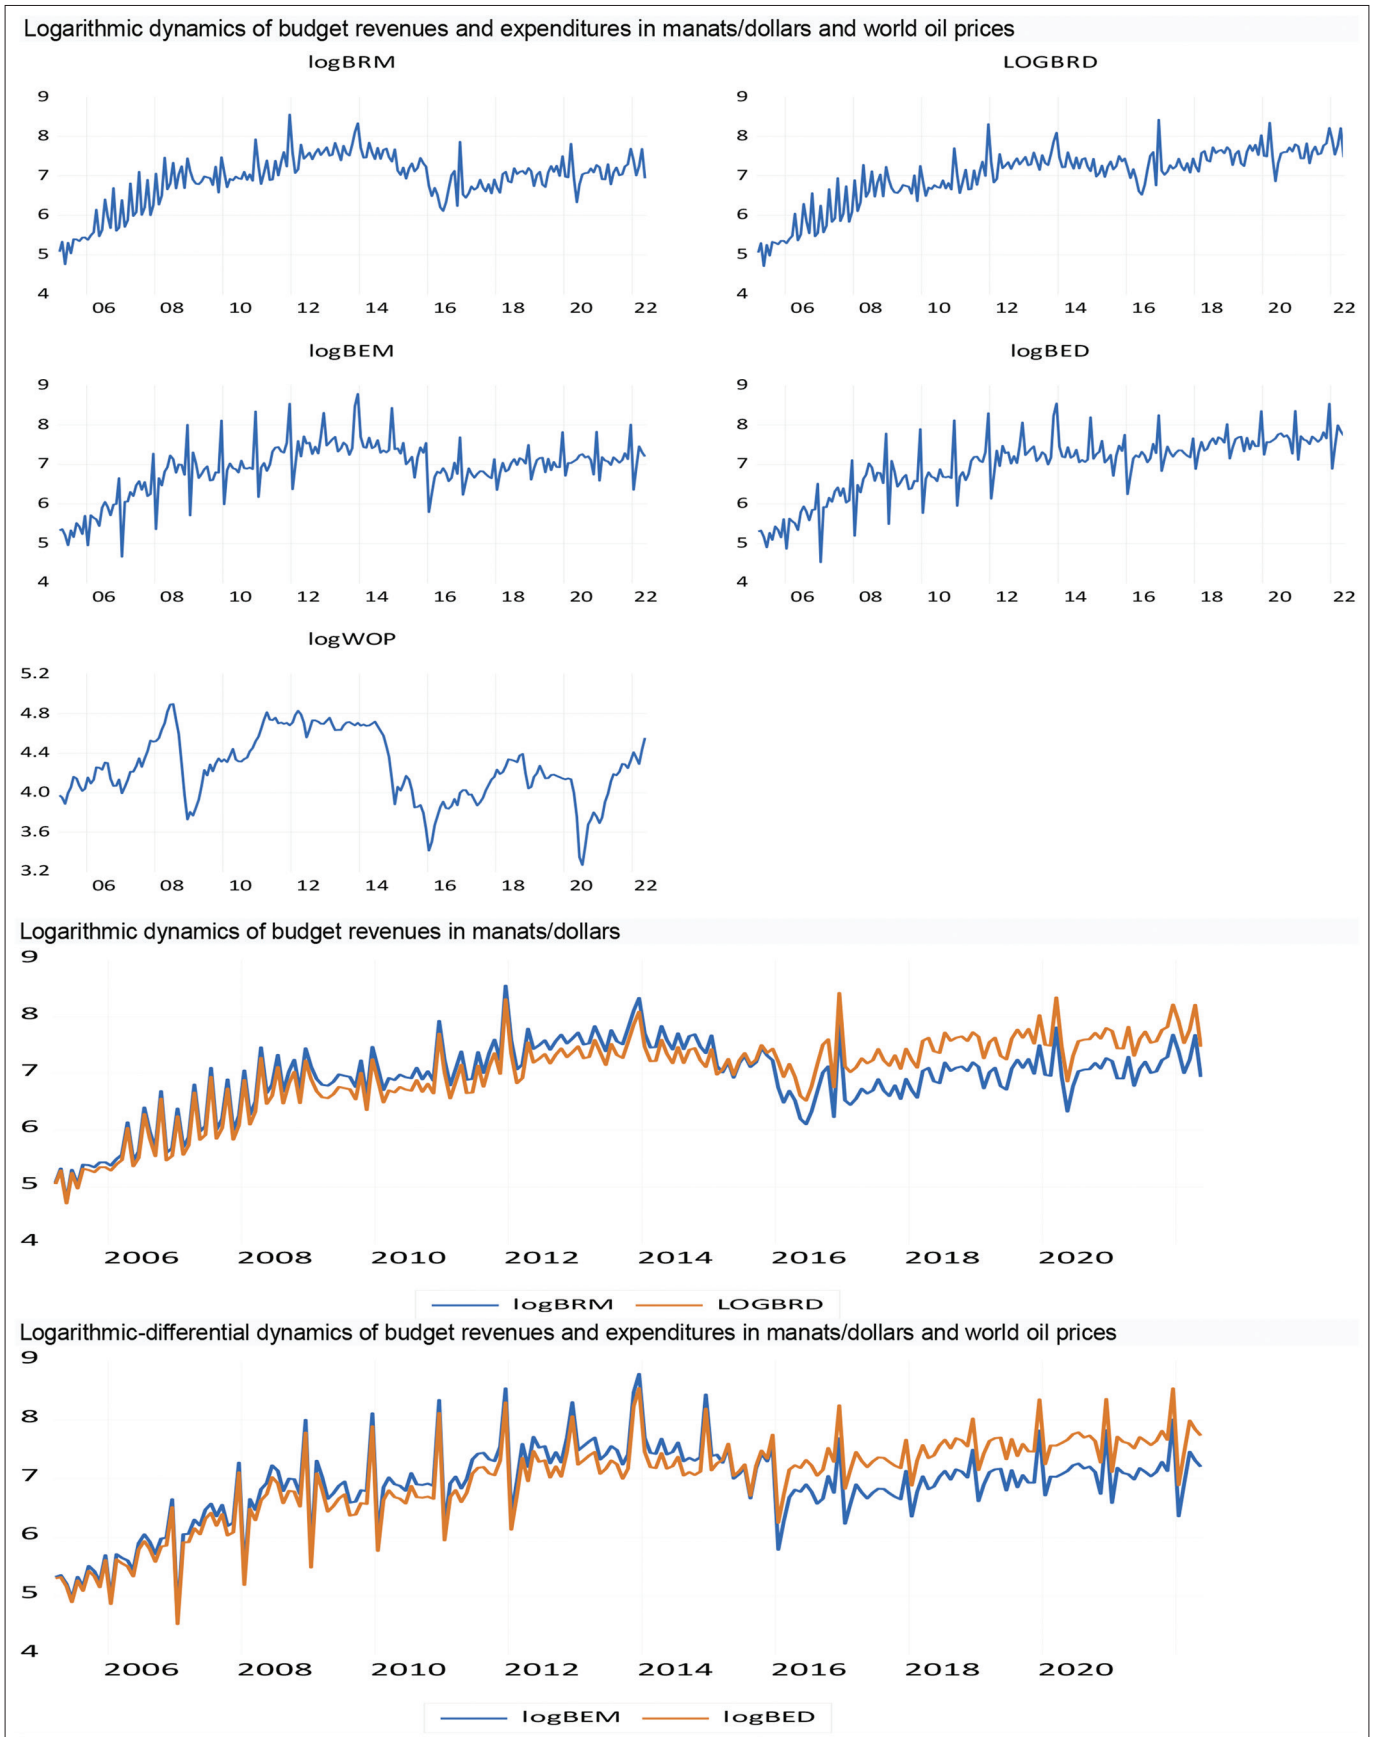 Logarithmic dynamics of budget revenues and expenditures in manats/dollars and world oil prices
logBRM
9
8
7
6
5
4
06 08 10 12 14 16 18 20 22
LOGBRD
9
8
7
6
5
4
06 08 10 12 14 16 18 20 22
logBEM
9
8
7
6
5
4
06 08 10 12 14 16 18 20 22
logBED
9
8
7
6
5
4
06 08 10 12 14 16 18 20 22
logWOP
5.2
4.8
4.4
4.0
3.6
3.2
06 08 10 12 14 16 18 20 22
Logarithmic dynamics of budget revenues in manats/dollars
9
8
7
6
5
4
2006 2008 2010 2012 2014 2016 2018 2020
logBRM LOGBRD
Logarithmic-differential dynamics of budget revenues and expenditures in manats/dollars and world oil prices
9
8
7
6
5
4
2006 2008 2010 2012 2014 2016 2018 2020
logBEM logBED